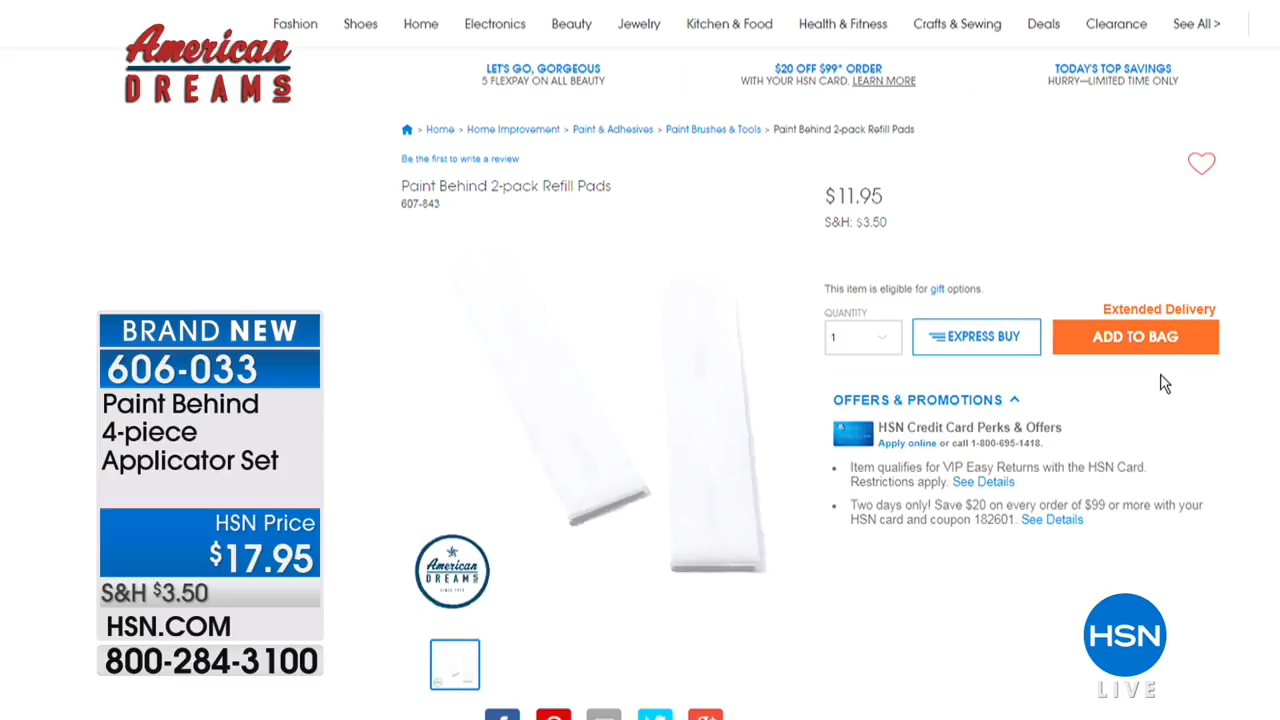 Fashion Shoes Home Electronics Beauty Jewelry Kitchen & Food Health & Fitness Crafts & Sewing Deals Clearance See All >
American
DREAMS
LET'S GO, GORGEOUS
5 FLEXPAY ON ALL BEAUTY
$20 OFF $99* ORDER
WITH YOUR HSN CARD. LEARN MORE
TODAY'S TOP SAVINGS
HURRY—LIMITED TIME ONLY
> Home > Home Improvement > Paint & Adhesives > Paint Brushes & Tools > Paint Behind 2-pack Refill Pads
Be the first to write a review
Paint Behind 2-pack Refill Pads
607-843
$11.95
S&H: $3.50
This item is eligible for gift options.
QUANTITY
1
EXPRESS BUY
Extended Delivery
ADD TO BAG
OFFERS & PROMOTIONS
HSN Credit Card Perks & Offers
Apply online or call 1-800-695-1418.
• Item qualifies for VIP Easy Returns with the HSN Card.
Restrictions apply. See Details
• Two days only! Save $20 on every order of $99 or more with your
HSN card and coupon 182601. See Details
BRAND NEW
606-033
Paint Behind
4-piece
Applicator Set
HSN Price
$17.95
S&H $3.50
HSN.COM
800-284-3100
American
DREAMS
HSN
LIVE